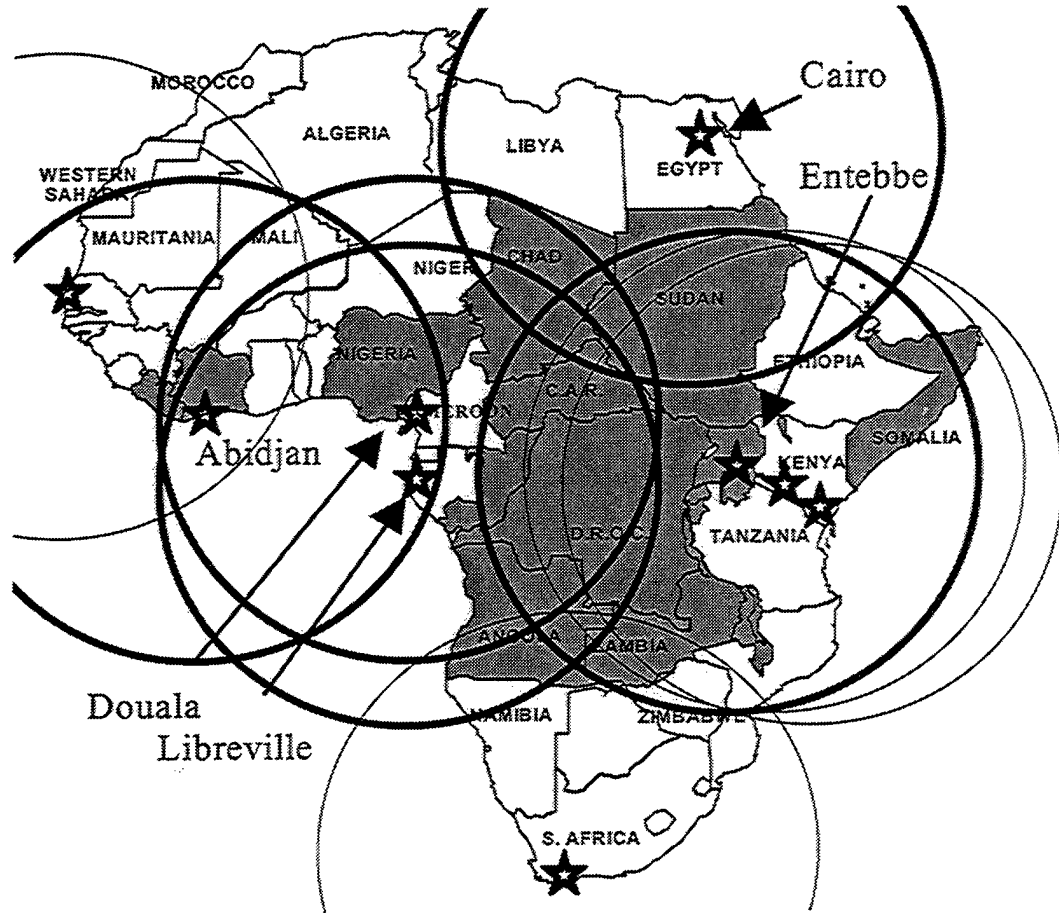 Cairo
MOROCCO
ALGERIA
LIBYA
EGYPT
WESTERN
SAHARA
Entebbe
MAURITANIA
MALI
NIGER
CHAD
SUDAN
NIGERIA
ETHIOPIA
C.A.R.
CAMEROON
Abidjan
SOMALIA
KENYA
D.R.O.C.
TANZANIA
ANGOLA
ZAMBIA
Douala
NAMIBIA
ZIMBABWE
Libreville
S. AFRICA